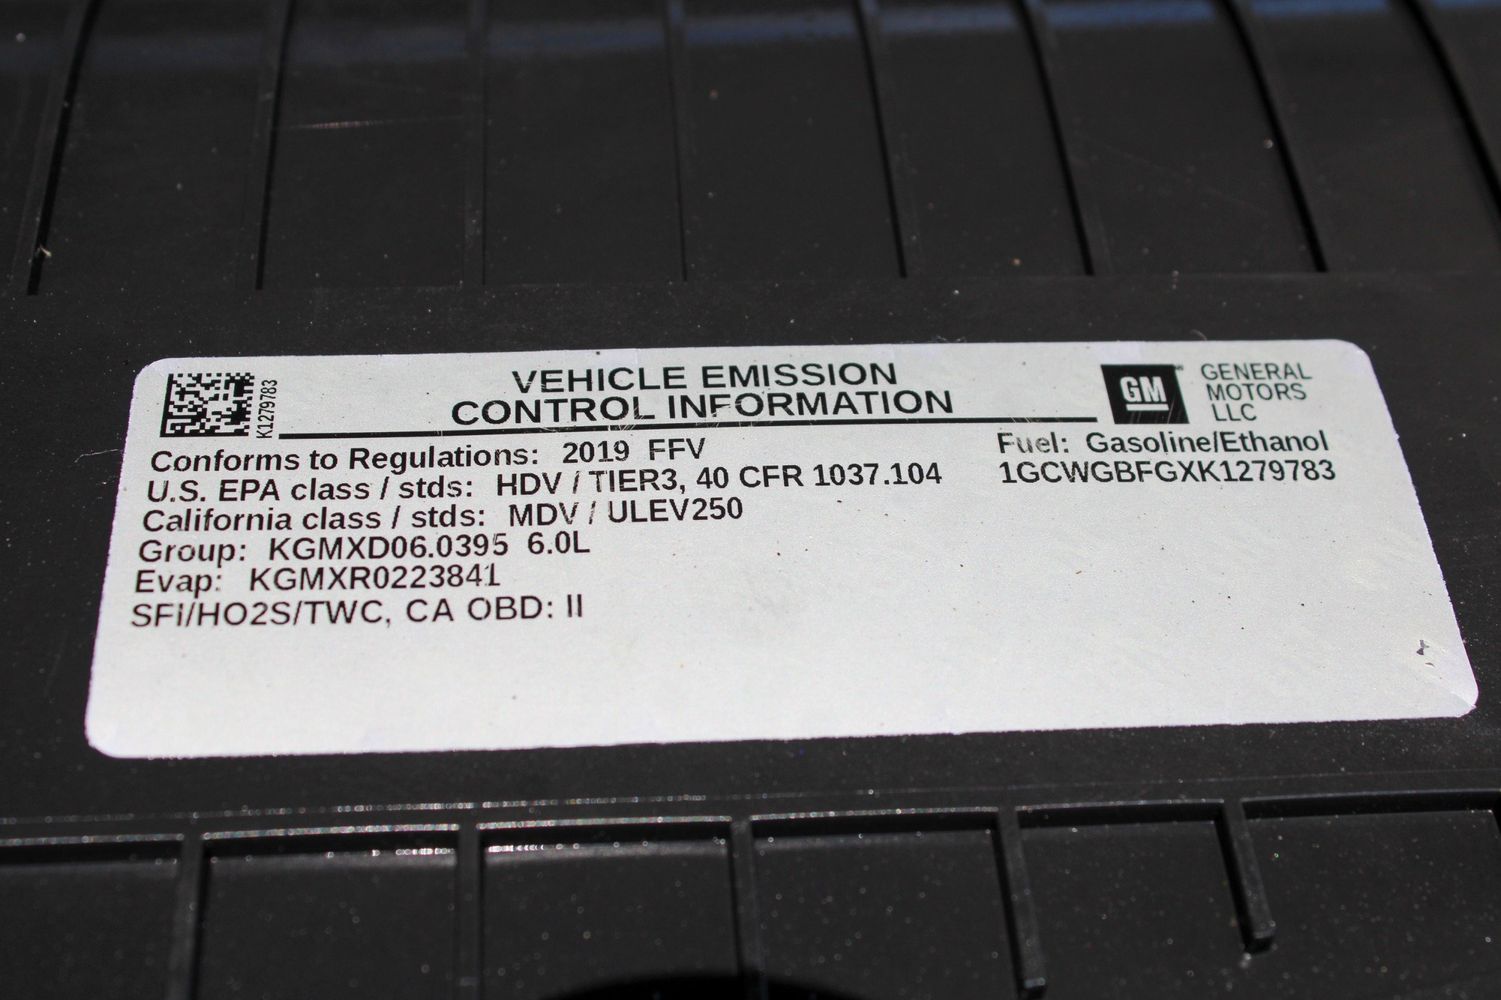 K1279783
VEHICLE EMISSION
CONTROL INFORMATION
GM
GENERAL
MOTORS
LLC
Conforms to Regulations: 2019 FFV
Fuel: Gasoline/Ethanol
U.S. EPA class / stds: HDV / TIER3, 40 CFR 1037.104
1GCWGBFGXK1279783
California class / stds: MDV / ULEV250
Group: KGMXD06.0395 6.0L
Evap: KGMXR0223841
SFI/HO2S/TWC, CA OBD: II